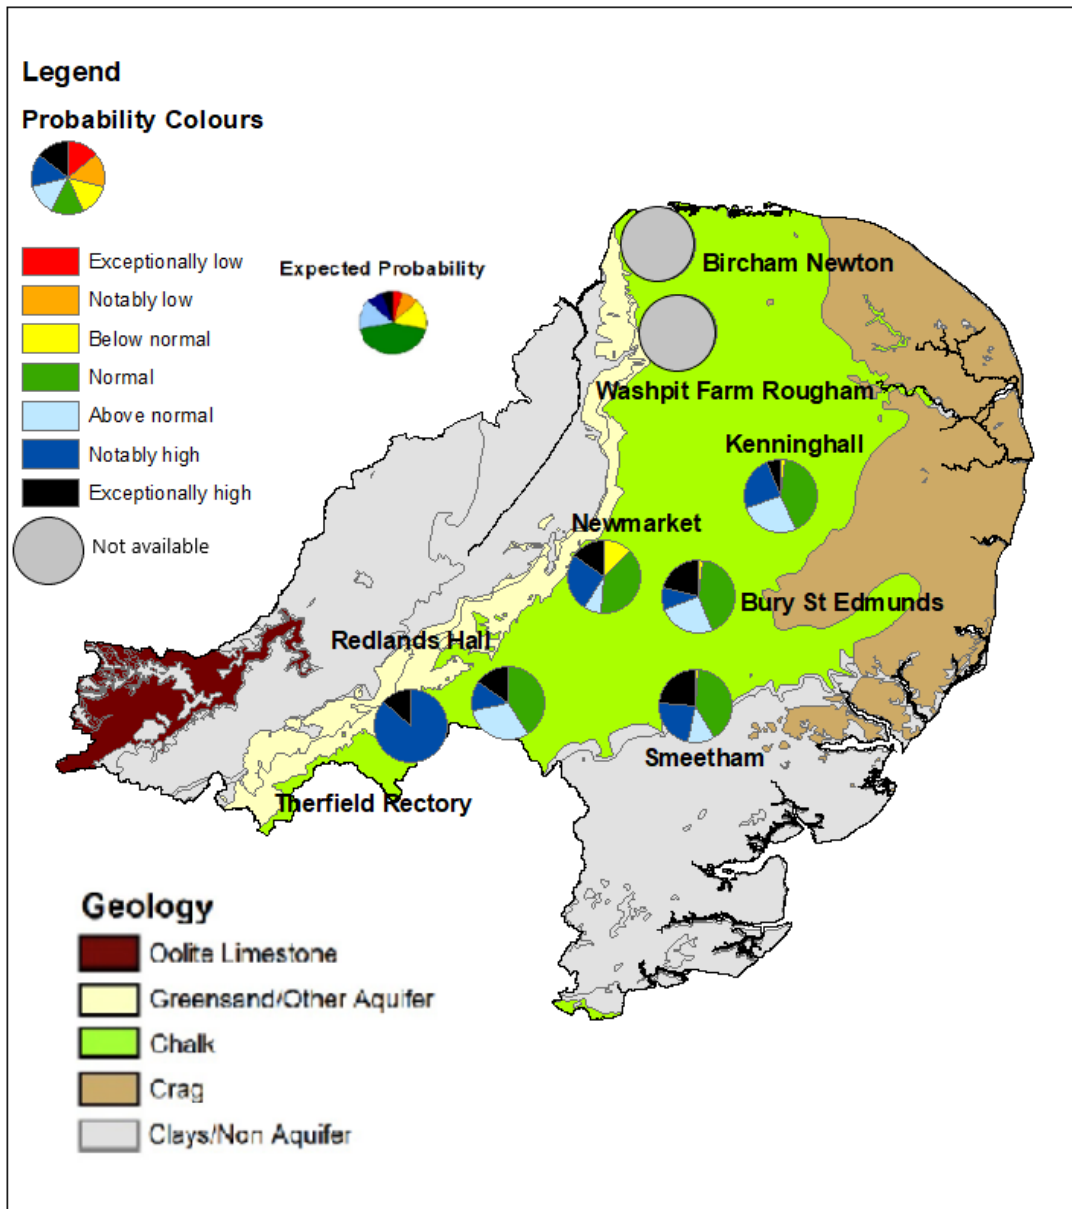 Legend
Probability Colours
Exceptionally low
Notably low
Below normal
Normal
Above normal
Notably high
Exceptionally high
Not available
Expected Probability
Bircham Newton
Washpit Farm Rougham
Kenninghall
Newmarket
Bury St Edmunds
Redlands Hall
Smeetham
Therfield Rectory
Geology
Oolite Limestone
Greensand/Other Aquifer
Chalk
Crag
Clays/Non Aquifer